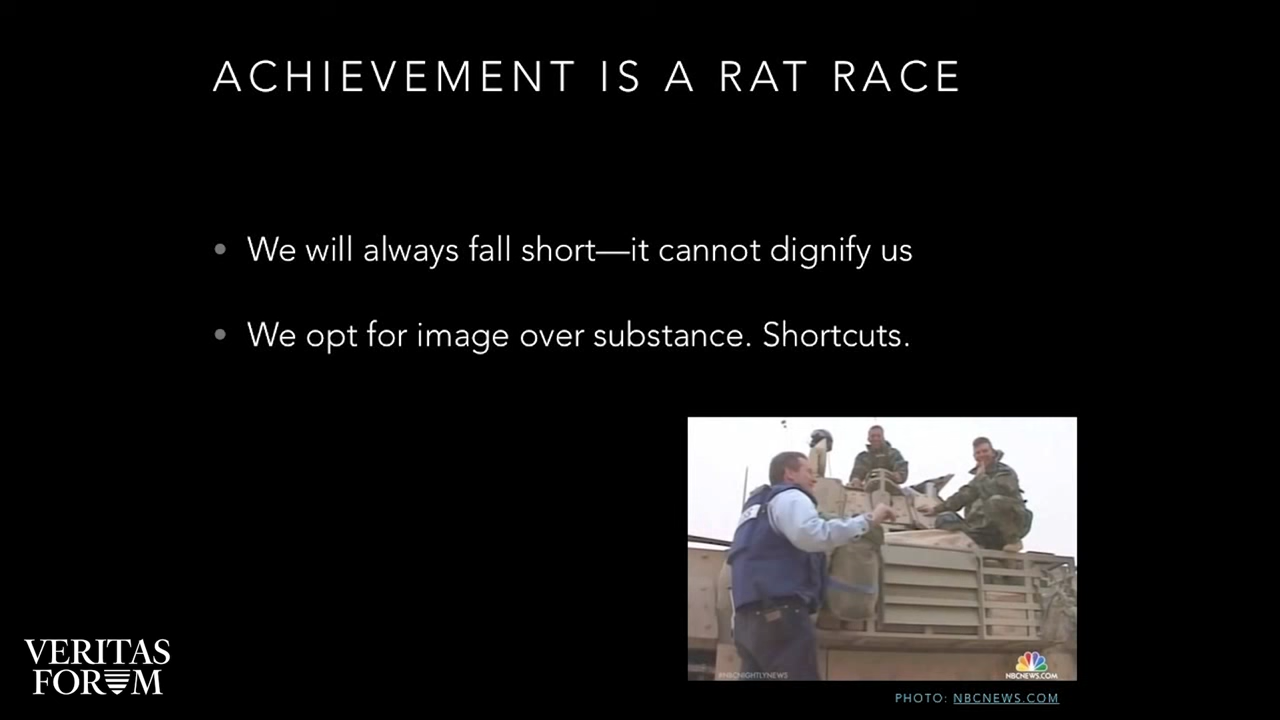 ACHIEVEMENT IS A RAT RACE
• We will always fall short—it cannot dignify us
• We opt for image over substance. Shortcuts.
#NBCNIGHTLYNEWS
NBCNEWS.COM
VERITAS
FORUM
PHOTO: NBCNEWS.COM